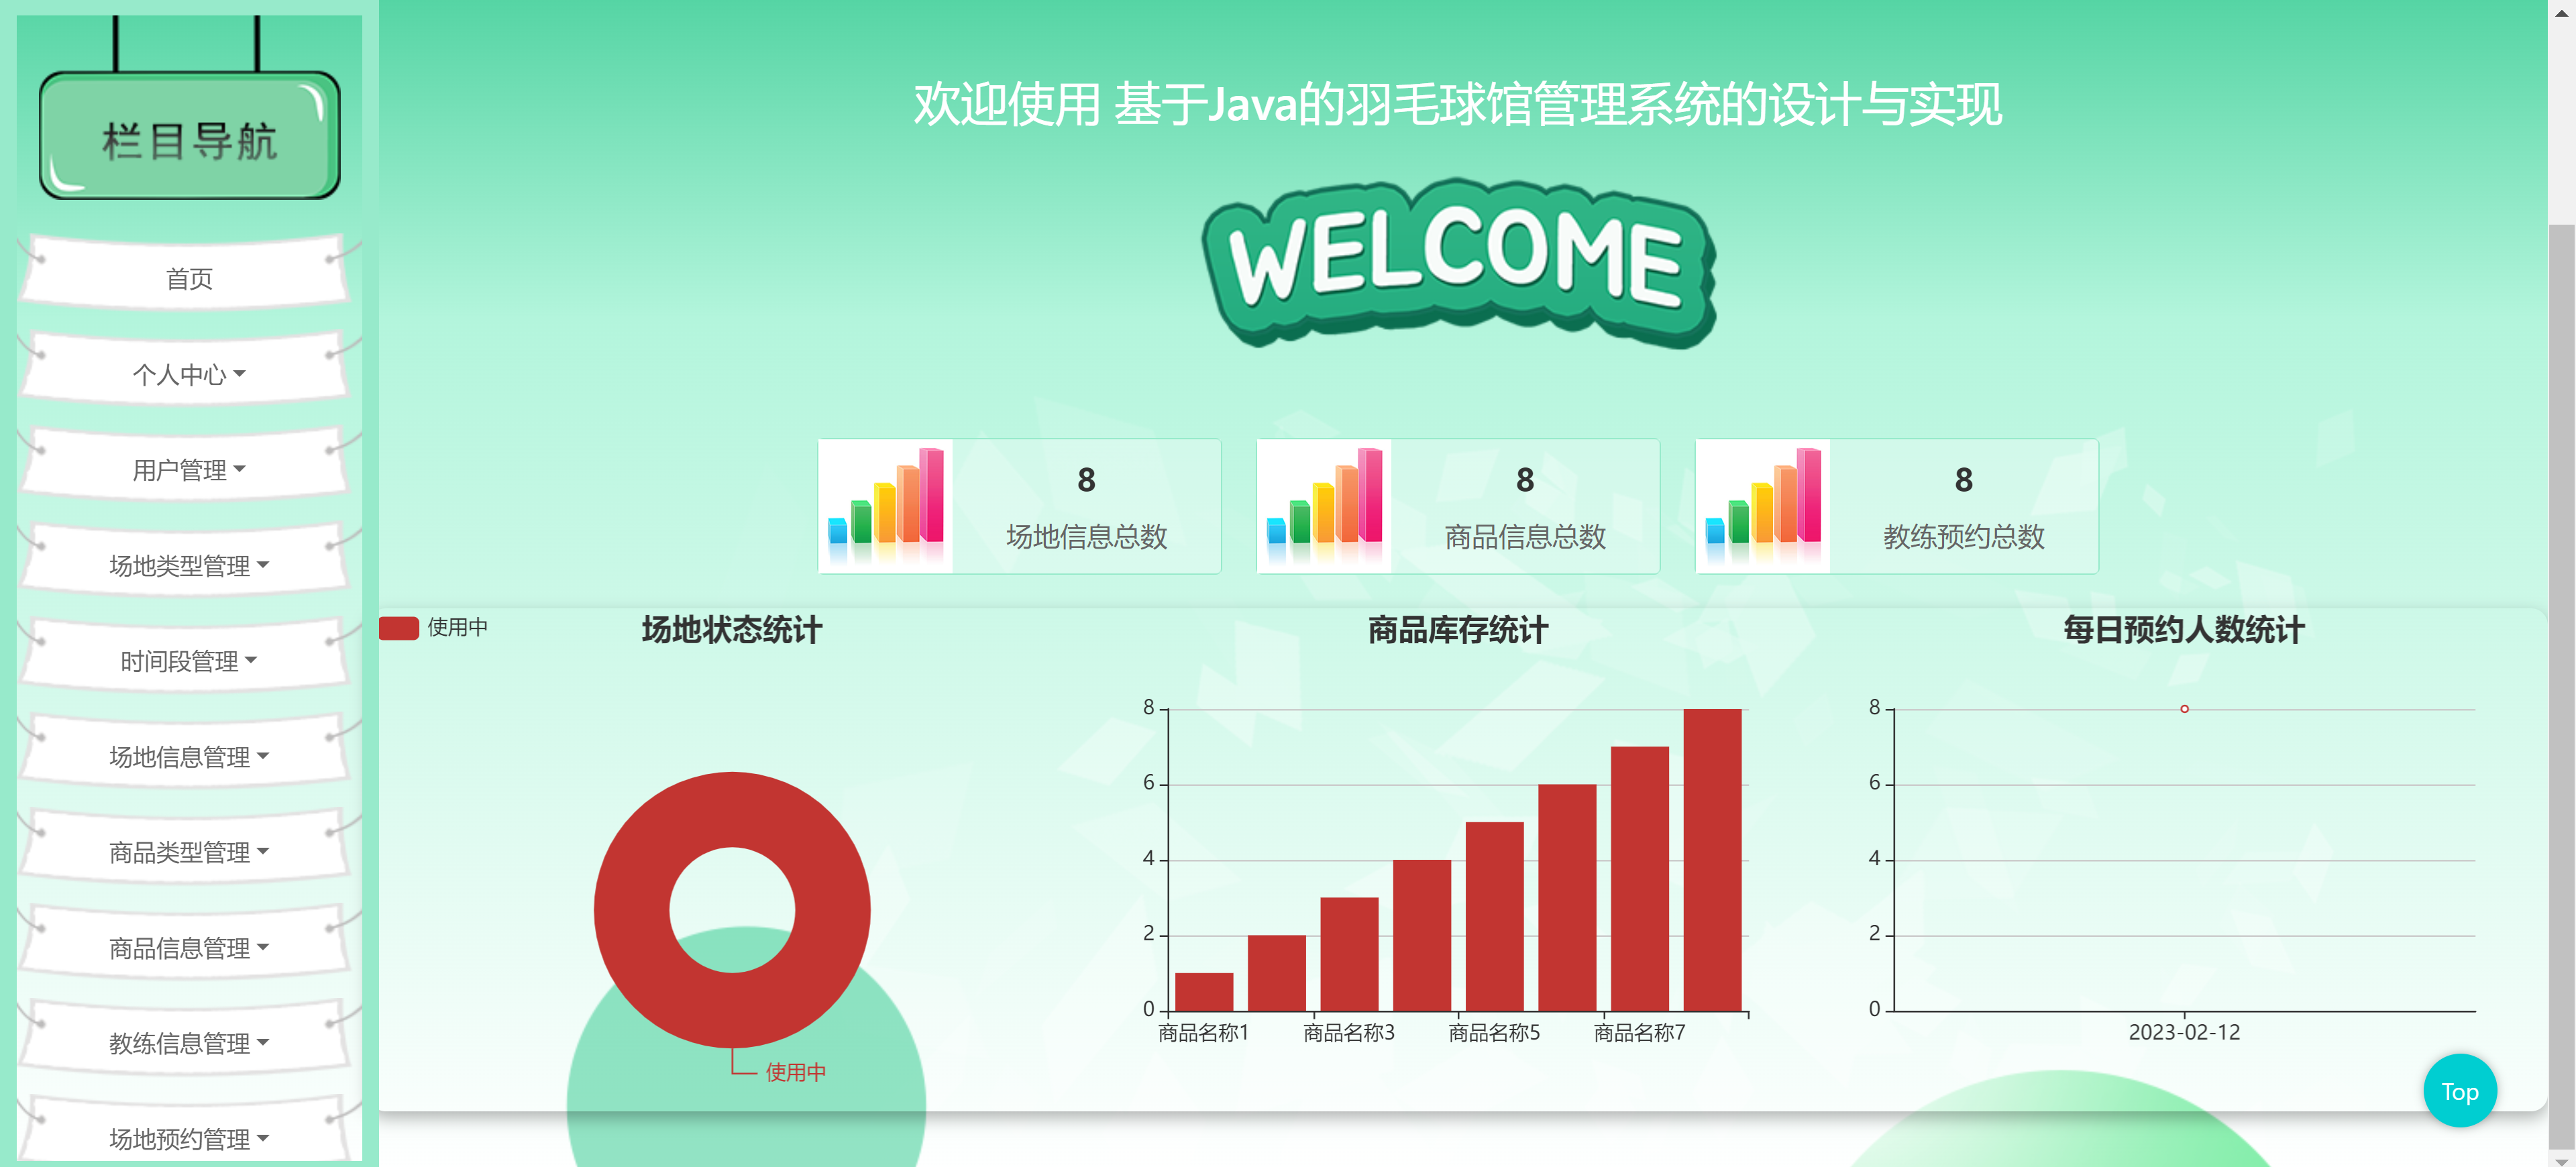 栏目导航
首页
个人中心
用户管理
场地类型管理
时间段管理
场地信息管理
商品类型管理
商品信息管理
教练信息管理
场地预约管理
欢迎使用 基于Java的羽毛球馆管理系统的设计与实现
WELCOME
8
场地信息总数
8
商品信息总数
8
教练预约总数
使用中
场地状态统计
使用中
商品库存统计
8
6
4
2
0
商品名称1 商品名称3 商品名称5 商品名称7
每日预约人数统计
8
6
4
2
0
2023-02-12
Top